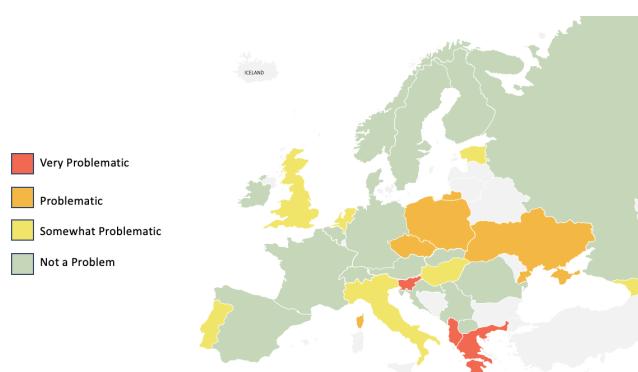 ICELAND
Very Problematic
Problematic
Somewhat Problematic
Not a Problem